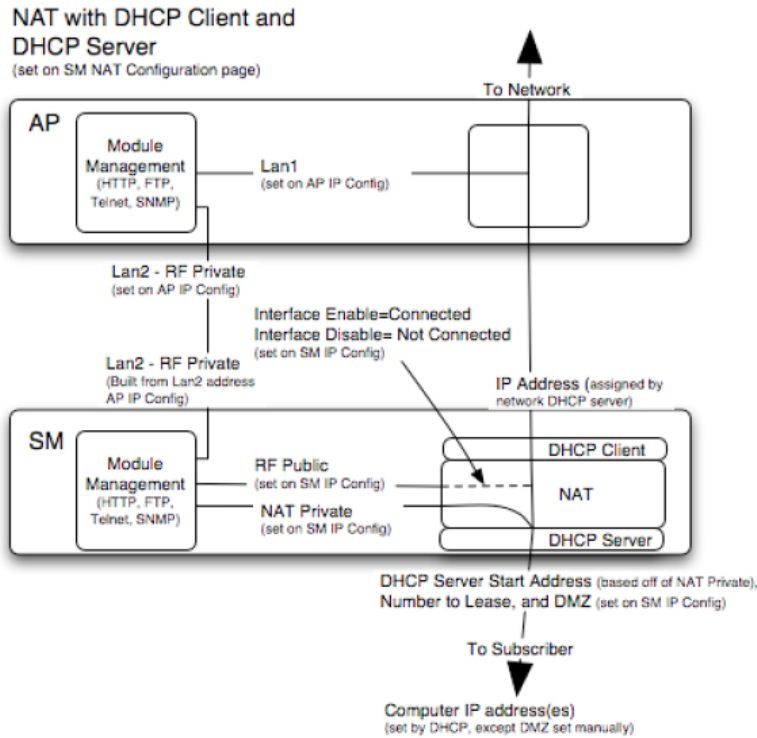 NAT with DHCP Client and
DHCP Server
(set on SM NAT Configuration page)
To Network
AP
Module
Management
(HTTP, FTP,
Telnet, SNMP)
Lan1
(set on AP IP Config)
Lan2 - RF Private
(set on AP IP Config)
Interface Enable=Connected
Interface Disable= Not Connected
(set on SM IP Config)
Lan2 - RF Private
(Built from Lan2 address
AP IP Config)
IP Address (assigned by
network DHCP server)
SM
Module
Management
(HTTP, FTP,
Telnet, SNMP)
RF Public
(set on SM IP Config)
NAT Private
(set on SM IP Config)
DHCP Client
NAT
DHCP Server
DHCP Server Start Address (based off of NAT Private),
Number to Lease, and DMZ (set on SM IP Config)
To Subscriber
Computer IP address(es)
(set by DHCP, except DMZ set manually)